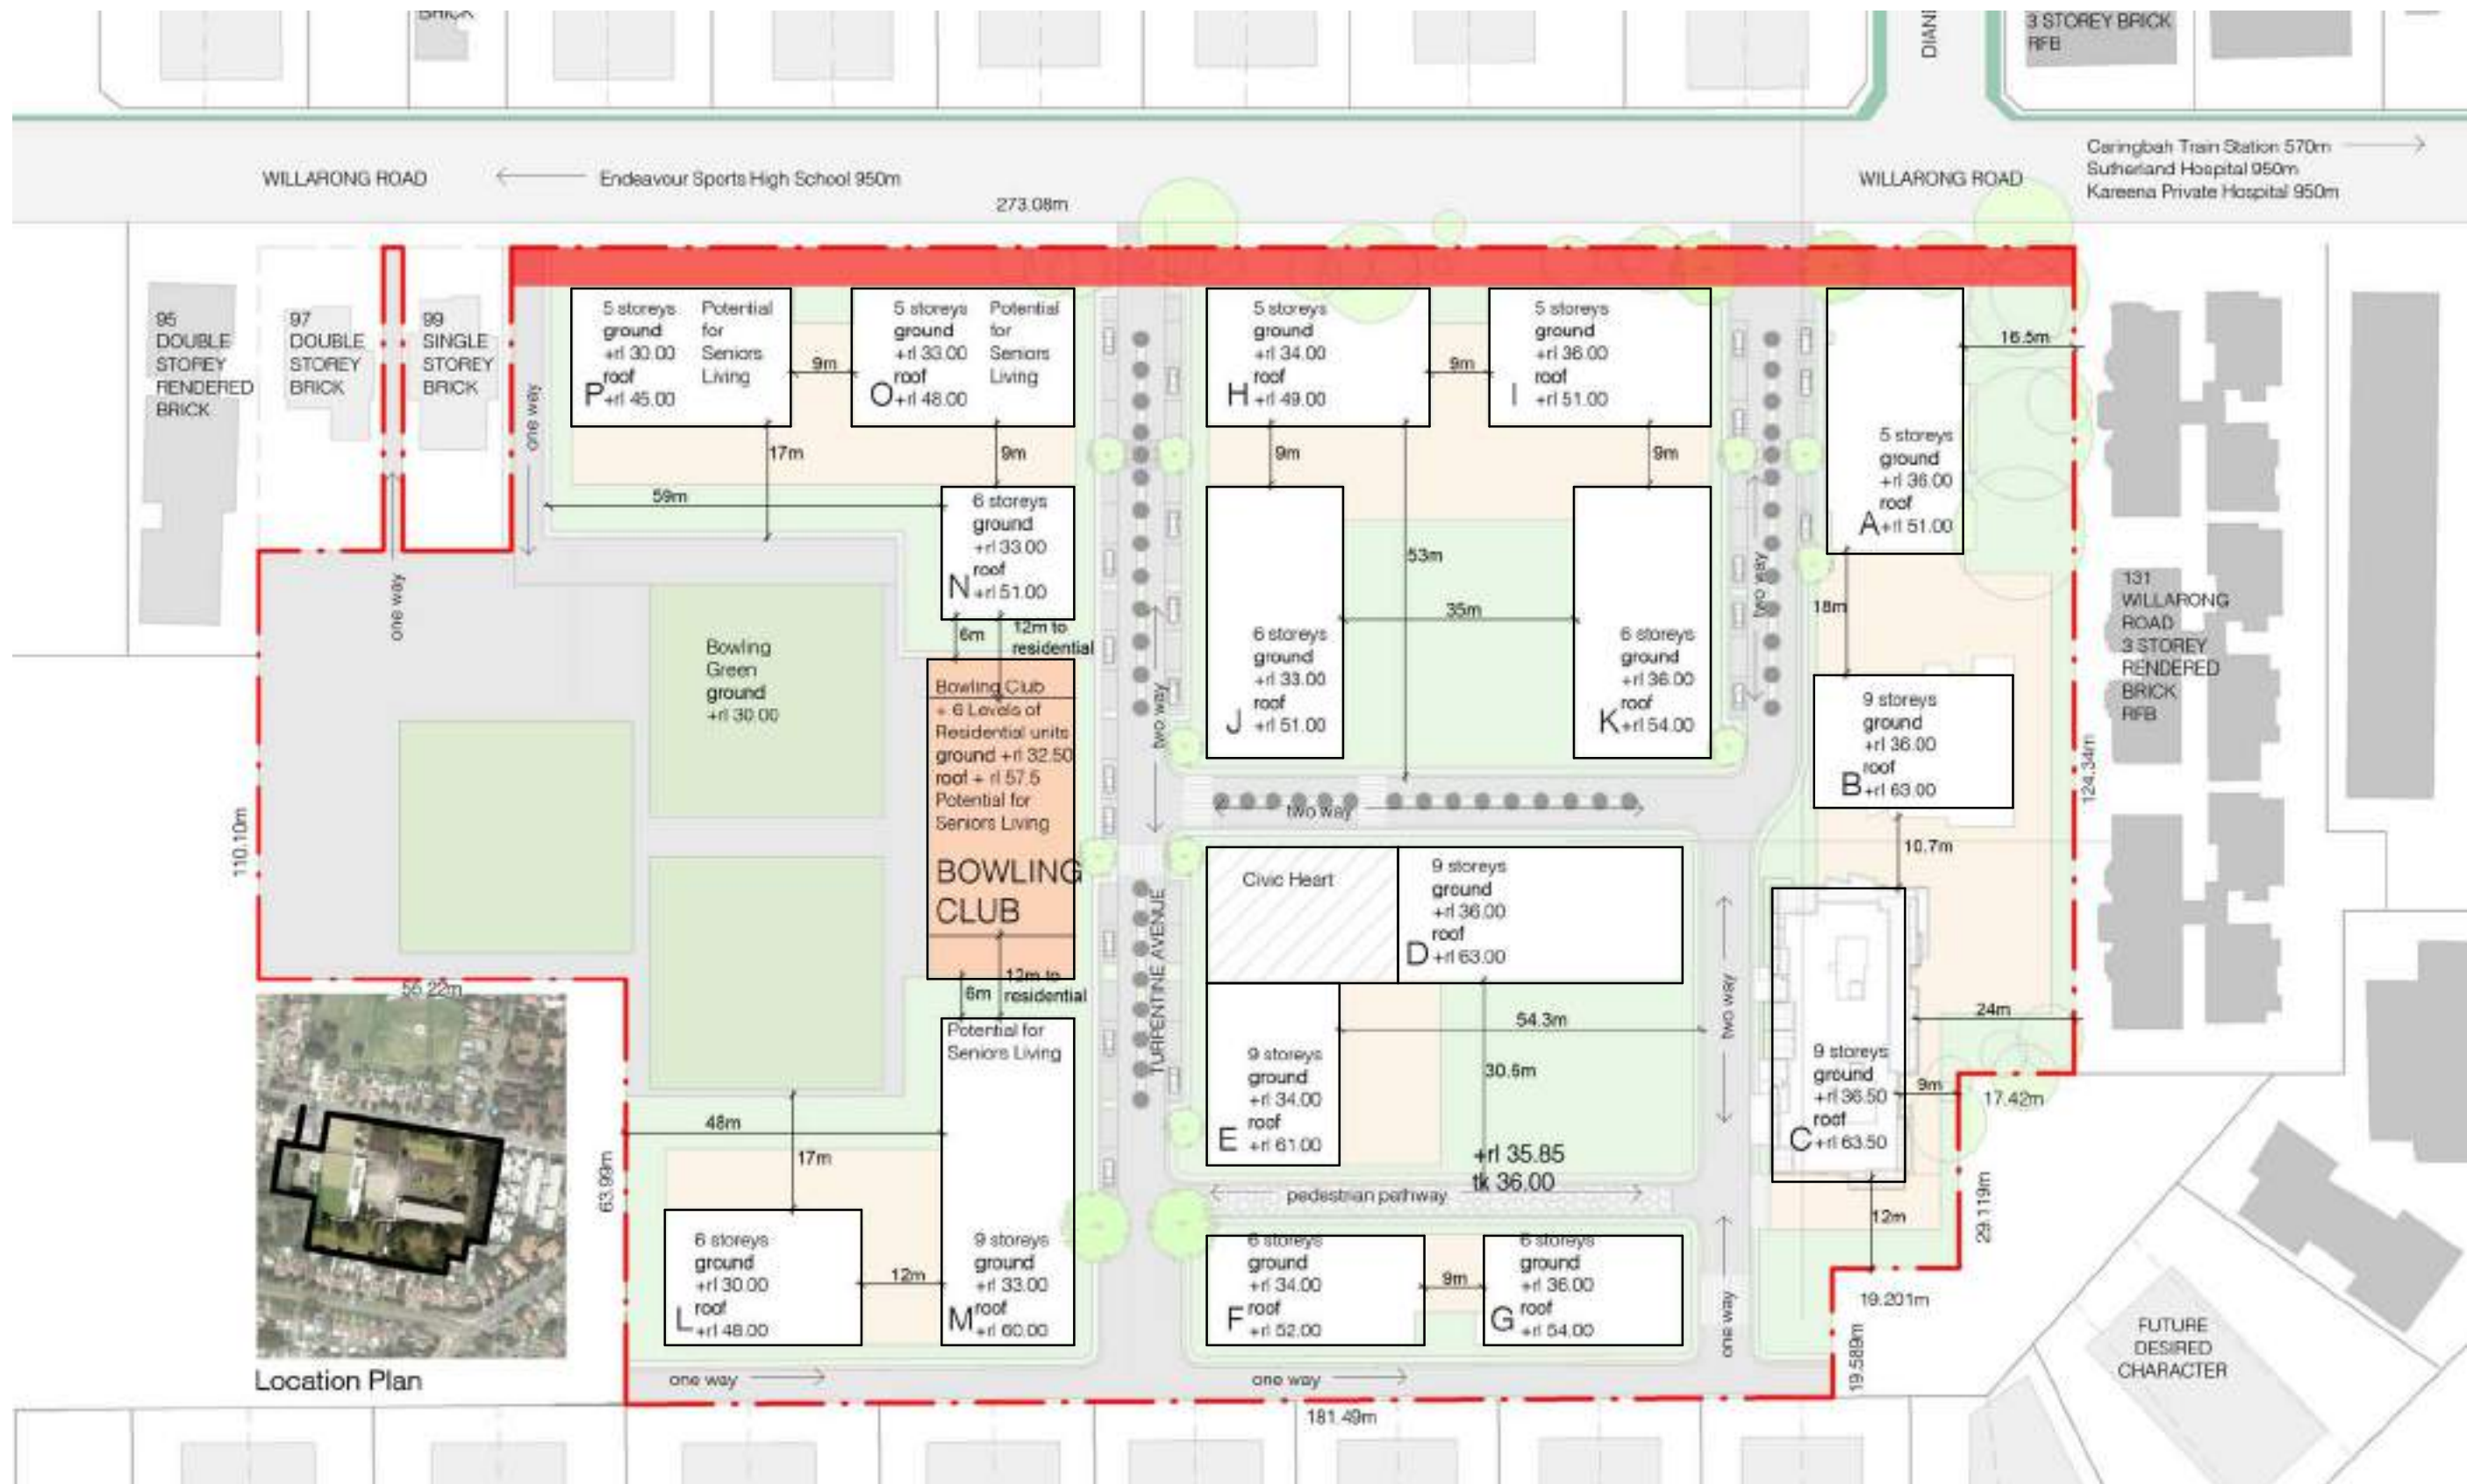 3 STOREY BRICK
RFB
WILLARONG ROAD
Endeavour Sports High School 950m
273.08m
WILLARONG ROAD
Caringbah Train Station 570m
Sutherland Hospital 950m
Kareena Private Hospital 950m
95
DOUBLE
STOREY
RENDERED
BRICK
97
DOUBLE
STOREY
BRICK
99
SINGLE
STOREY
BRICK
one way
one way
5 storeys
ground
+rl 30.00
roof
P +rl 45.00
Potential
for
Seniors
Living
9m
5 storeys
ground
+rl 33.00
roof
O +rl 48.00
Potential
for
Seniors
Living
17m
9m
59m
6 storeys
ground
+rl 33.00
roof
N +rl 51.00
6m
12m to
residential
5 storeys
ground
+rl 34.00
roof
H +rl 49.00
9m
5 storeys
ground
+rl 36.00
roof
I +rl 51.00
9m
9m
53m
35m
6 storeys
ground
+rl 33.00
roof
J +rl 51.00
6 storeys
ground
+rl 36.00
roof
K +rl 54.00
two way
two way
two way
16.5m
5 storeys
ground
+rl 36.00
roof
A +rl 51.00
18m
9 storeys
ground
+rl 36.00
roof
B +rl 63.00
10.7m
124.34m
131
WILLARONG
ROAD
3 STOREY
RENDERED
BRICK
RFB
Bowling
Green
ground
+rl 30.00
Bowling Club
+ 6 Levels of
Residential units
ground +rl 32.50
roof + rl 57.5
Potential for
Seniors Living
BOWLING
CLUB
110.10m
56.22m
6m
12m to
residential
TURPENTINE AVENUE
Civic Heart
9 storeys
ground
+rl 36.00
roof
D +rl 63.00
54.3m
30.6m
9 storeys
ground
+rl 34.00
roof
E +rl 61.00
+rl 35.85
tk 36.00
pedestrian pathway
two way
24m
9 storeys
ground
+rl 36.50
roof
C +rl 63.50
9m
17.42m
12m
29.119m
19.201m
19.589m
Potential for
Seniors Living
9 storeys
ground
+rl 33.00
roof
M +rl 60.00
48m
17m
63.99m
6 storeys
ground
+rl 30.00
roof
L +rl 48.00
12m
6 storeys
ground
+rl 34.00
roof
F +rl 52.00
9m
6 storeys
ground
+rl 36.00
roof
G +rl 54.00
one way
one way
one way
181.49m
Location Plan
FUTURE
DESIRED
CHARACTER